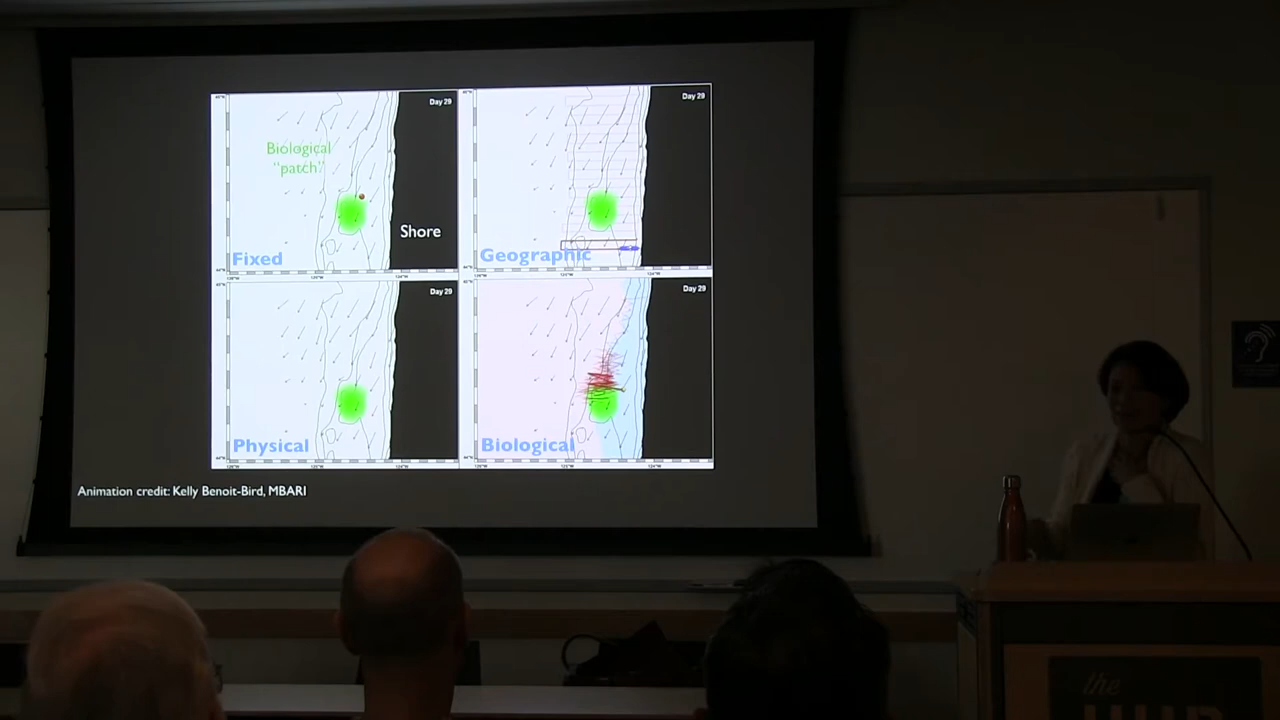 Day 29
Biological
"patch"
Shore
Fixed
Day 29
Geographic
Day 29
Physical
Day 29
Biological
Animation credit: Kelly Benoit-Bird, MBARI
the